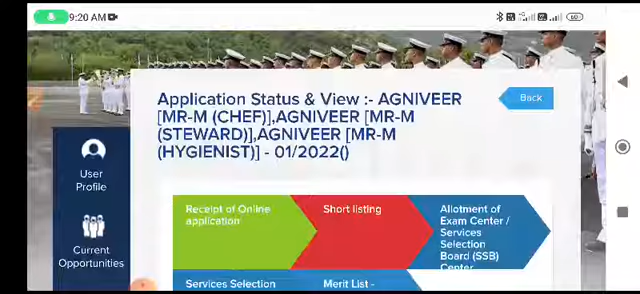 9:20 AM
60
Application Status & View :- AGNIVEER
[MR-M (CHEF)],AGNIVEER [MR-M
(STEWARD)],AGNIVEER [MR-M
(HYGIENIST)] - 01/2022()
Back
User
Profile
Current
Opportunities
Receipt of Online
application
Short listing
Allotment of
Exam Center /
Services
Selection
Board (SSB)
Center
Services Selection
Merit List -